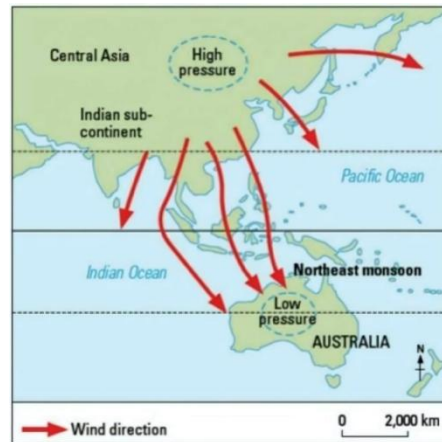 Central Asia
High
pressure
Indian sub-
continent
Pacific Ocean
Indian Ocean
Northeast monsoon
Low
pressure
AUSTRALIA
N
Wind direction
0 2,000 km